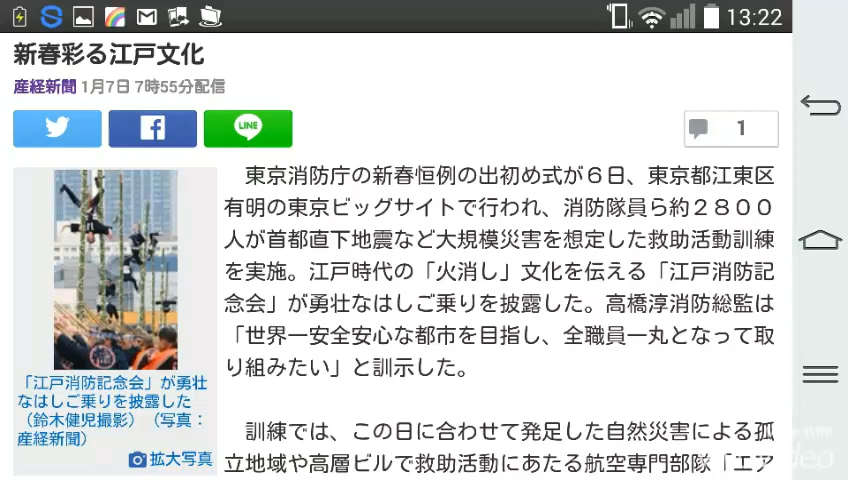 13:22
新春彩る江戸文化
産経新聞 1月7日 7時55分配信
LINE
1
東京消防庁の新春恒例の出初め式が６日、東京都江東区
有明の東京ビッグサイトで行われ、消防隊員ら約２８００
人が首都直下地震など大規模災害を想定した救助活動訓練
を実施。江戸時代の「火消し」文化を伝える「江戸消防記
念会」が勇壮なはしご乗りを披露した。高橋淳消防総監は
「世界一安全安心な都市を目指し、全職員一丸となって取
り組みたい」と訓示した。
「江戸消防記念会」が勇壮
なはしご乗りを披露した
（鈴木健児撮影）（写真：
産経新聞）
拡大写真
訓練では、この日に合わせて発足した自然災害による孤
立地域や高層ビルで救助活動にあたる航空専門部隊「エア